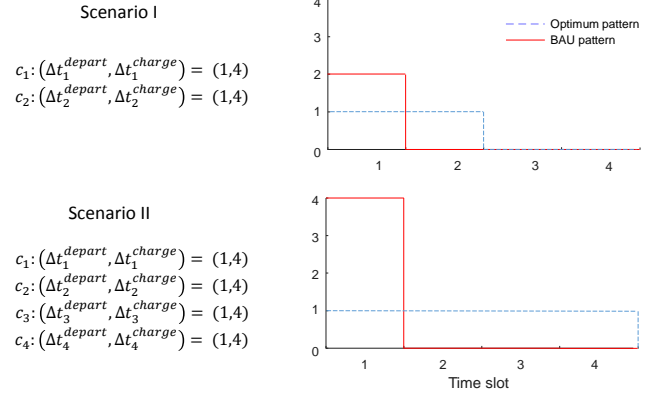 Scenario I
c₁: (Δt₁^depart, Δt₁^charge) = (1,4)
c₂: (Δt₂^depart, Δt₂^charge) = (1,4)
4
3
2
1
0
1 2 3 4
Optimum pattern
BAU pattern
Scenario II
c₁: (Δt₁^depart, Δt₁^charge) = (1,4)
c₂: (Δt₂^depart, Δt₂^charge) = (1,4)
c₃: (Δt₃^depart, Δt₃^charge) = (1,4)
c₄: (Δt₄^depart, Δt₄^charge) = (1,4)
4
3
2
1
0
1 2 3 4
Time slot